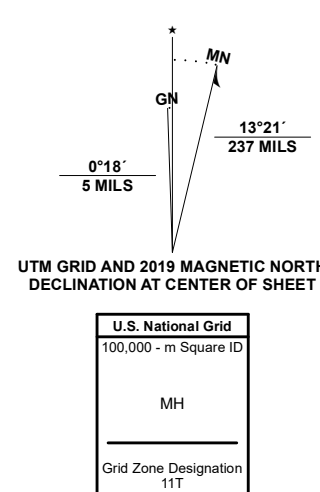 MN
GN
13°21´
237 MILS
0°18´
5 MILS
UTM GRID AND 2019 MAGNETIC NORTH
DECLINATION AT CENTER OF SHEET
U.S. National Grid
100,000 - m Square ID
MH
Grid Zone Designation
11T